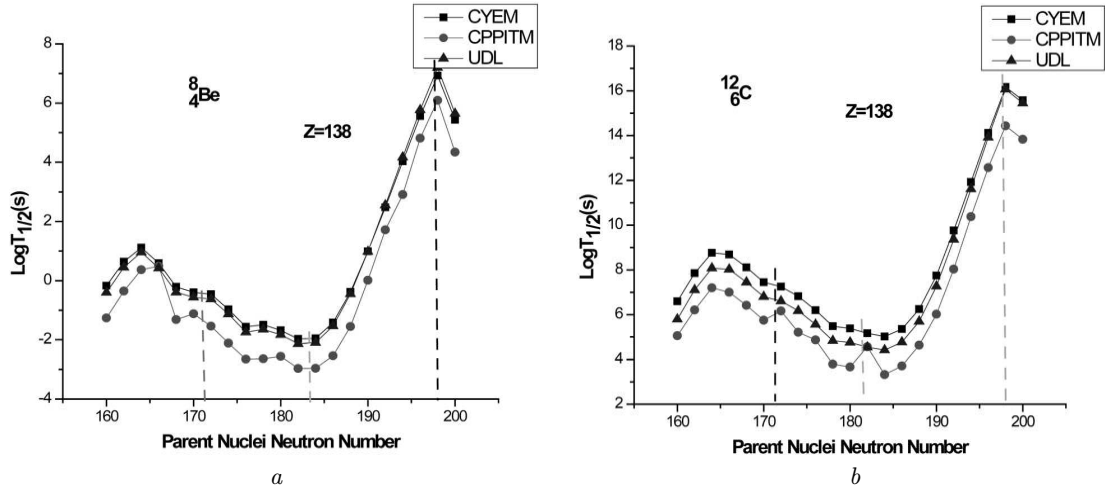 CYEM
CPPITM
UDL
8
4Be
Z=138
LogT1/2(s)
8
6
4
2
0
-2
-4
160
170
180
190
200
Parent Nuclei Neutron Number
a
CYEM
CPPITM
UDL
12
6C
Z=138
LogT1/2(s)
18
16
14
12
10
8
6
4
2
160
170
180
190
200
Parent Nuclei Neutron Number
b